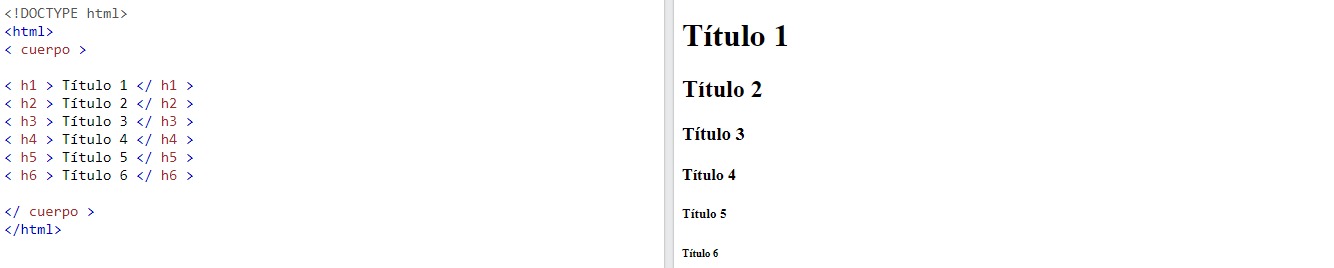 <!DOCTYPE html>
<html>
< cuerpo >
< h1 > Título 1 </ h1 >
< h2 > Título 2 </ h2 >
< h3 > Título 3 </ h3 >
< h4 > Título 4 </ h4 >
< h5 > Título 5 </ h5 >
< h6 > Título 6 </ h6 >
</ cuerpo >
</html>
Título 1
Título 2
Título 3
Título 4
Título 5
Título 6